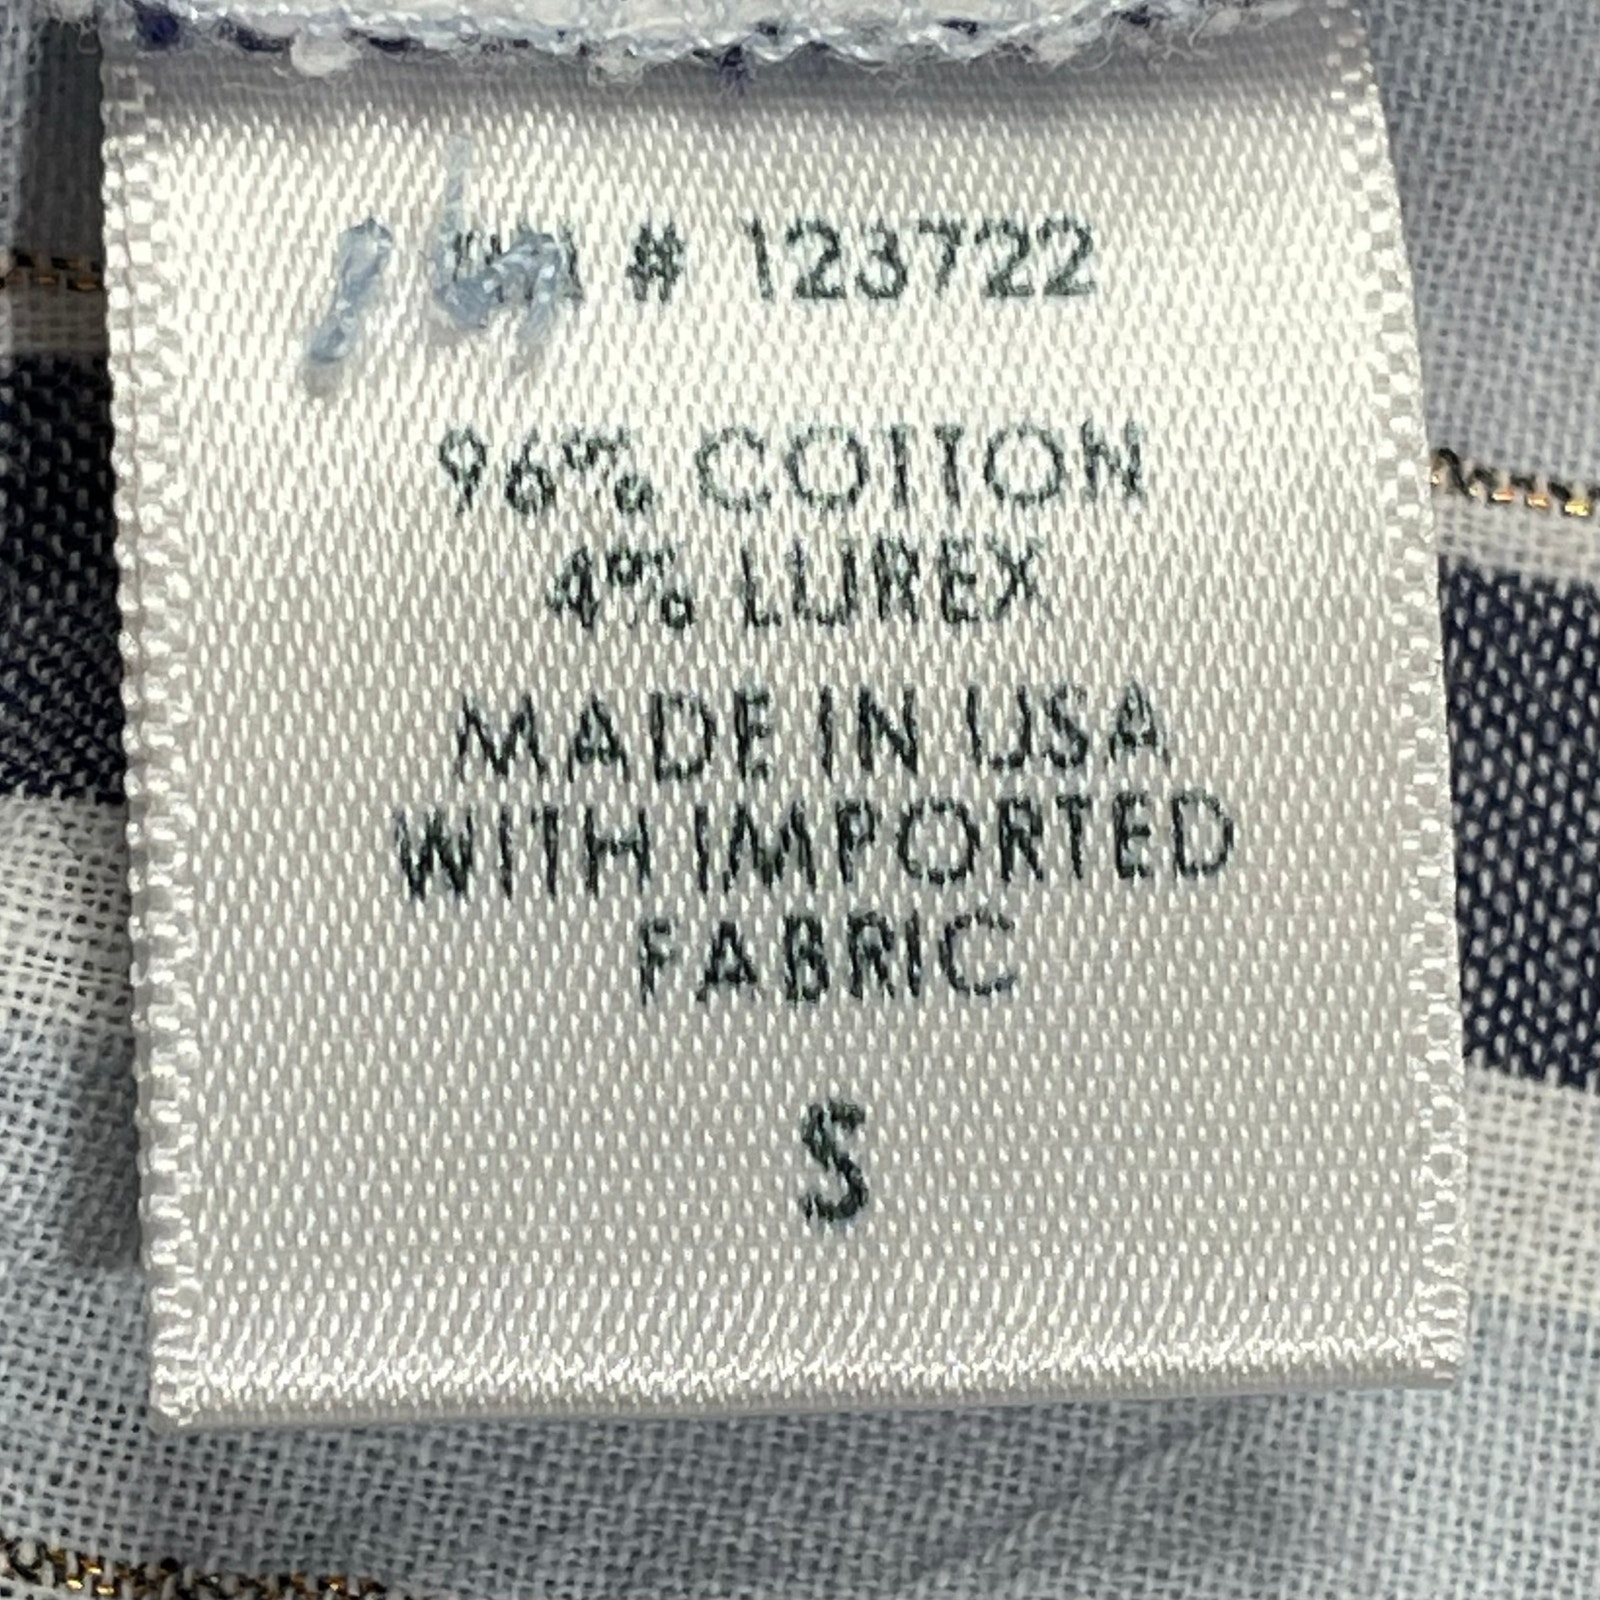 # 123722
96% COTTON
4% LUREX
MADE IN USA
WITH IMPORTED
FABRIC
S